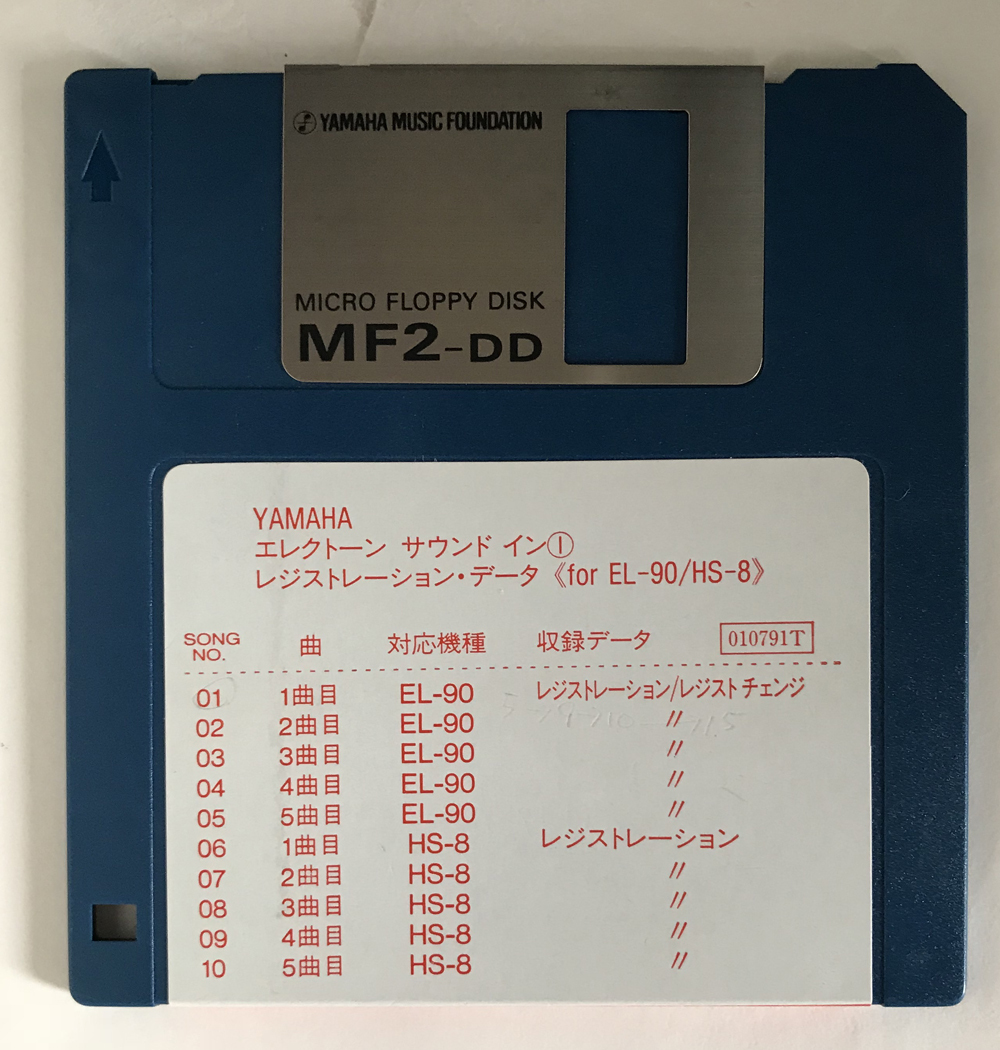 YAMAHA MUSIC FOUNDATION
MICRO FLOPPY DISK
MF2-DD
YAMAHA
エレクトーン サウンド イン①
レジストレーション・データ《for EL-90/HS-8》
SONG NO. 曲 対応機種 収録データ 010791T
01 1曲目 EL-90 レジストレーション/レジストチェンジ
02 2曲目 EL-90 〃
03 3曲目 EL-90 〃
04 4曲目 EL-90 〃
05 5曲目 EL-90 〃
06 1曲目 HS-8 レジストレーション
07 2曲目 HS-8 〃
08 3曲目 HS-8 〃
09 4曲目 HS-8 〃
10 5曲目 HS-8 〃